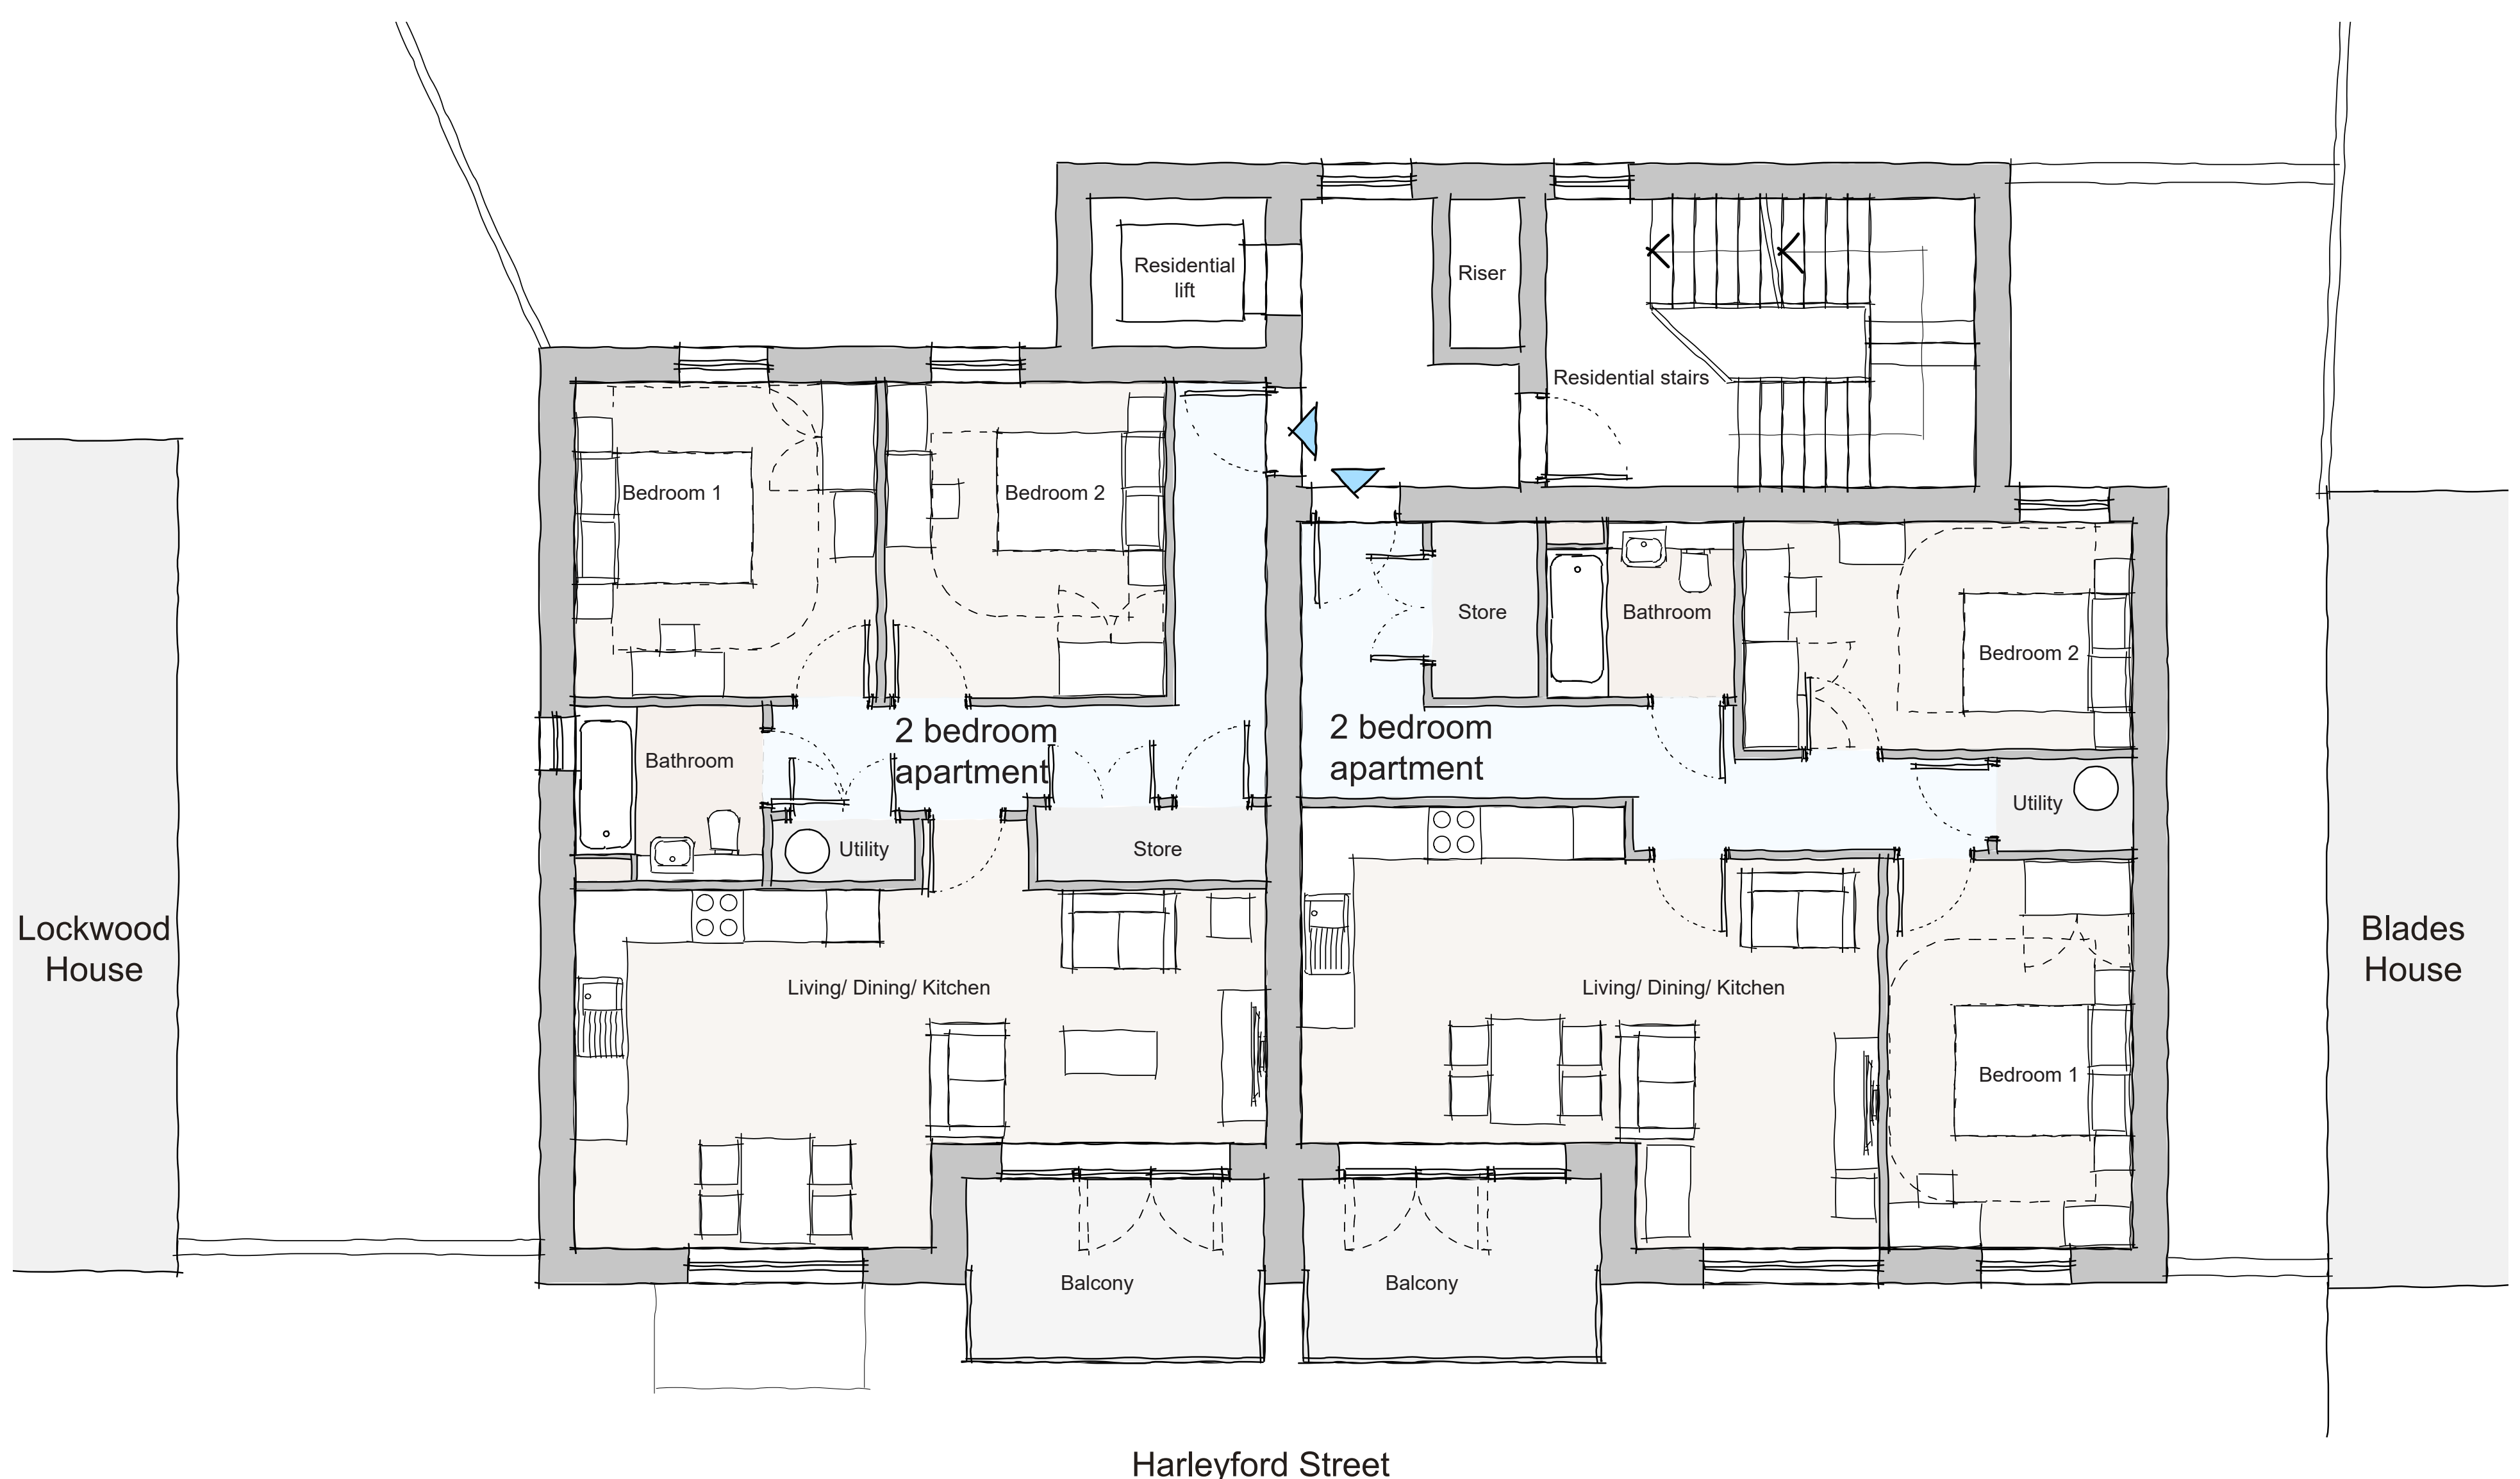 Residential
lift
Riser
Residential stairs
Bedroom 1
Bedroom 2
Store
Bathroom
Bedroom 2
2 bedroom
apartment
2 bedroom
apartment
Bathroom
Utility
Utility
Store
Lockwood
House
Blades
House
Living/ Dining/ Kitchen
Living/ Dining/ Kitchen
Bedroom 1
Balcony
Balcony
Harleyford Street